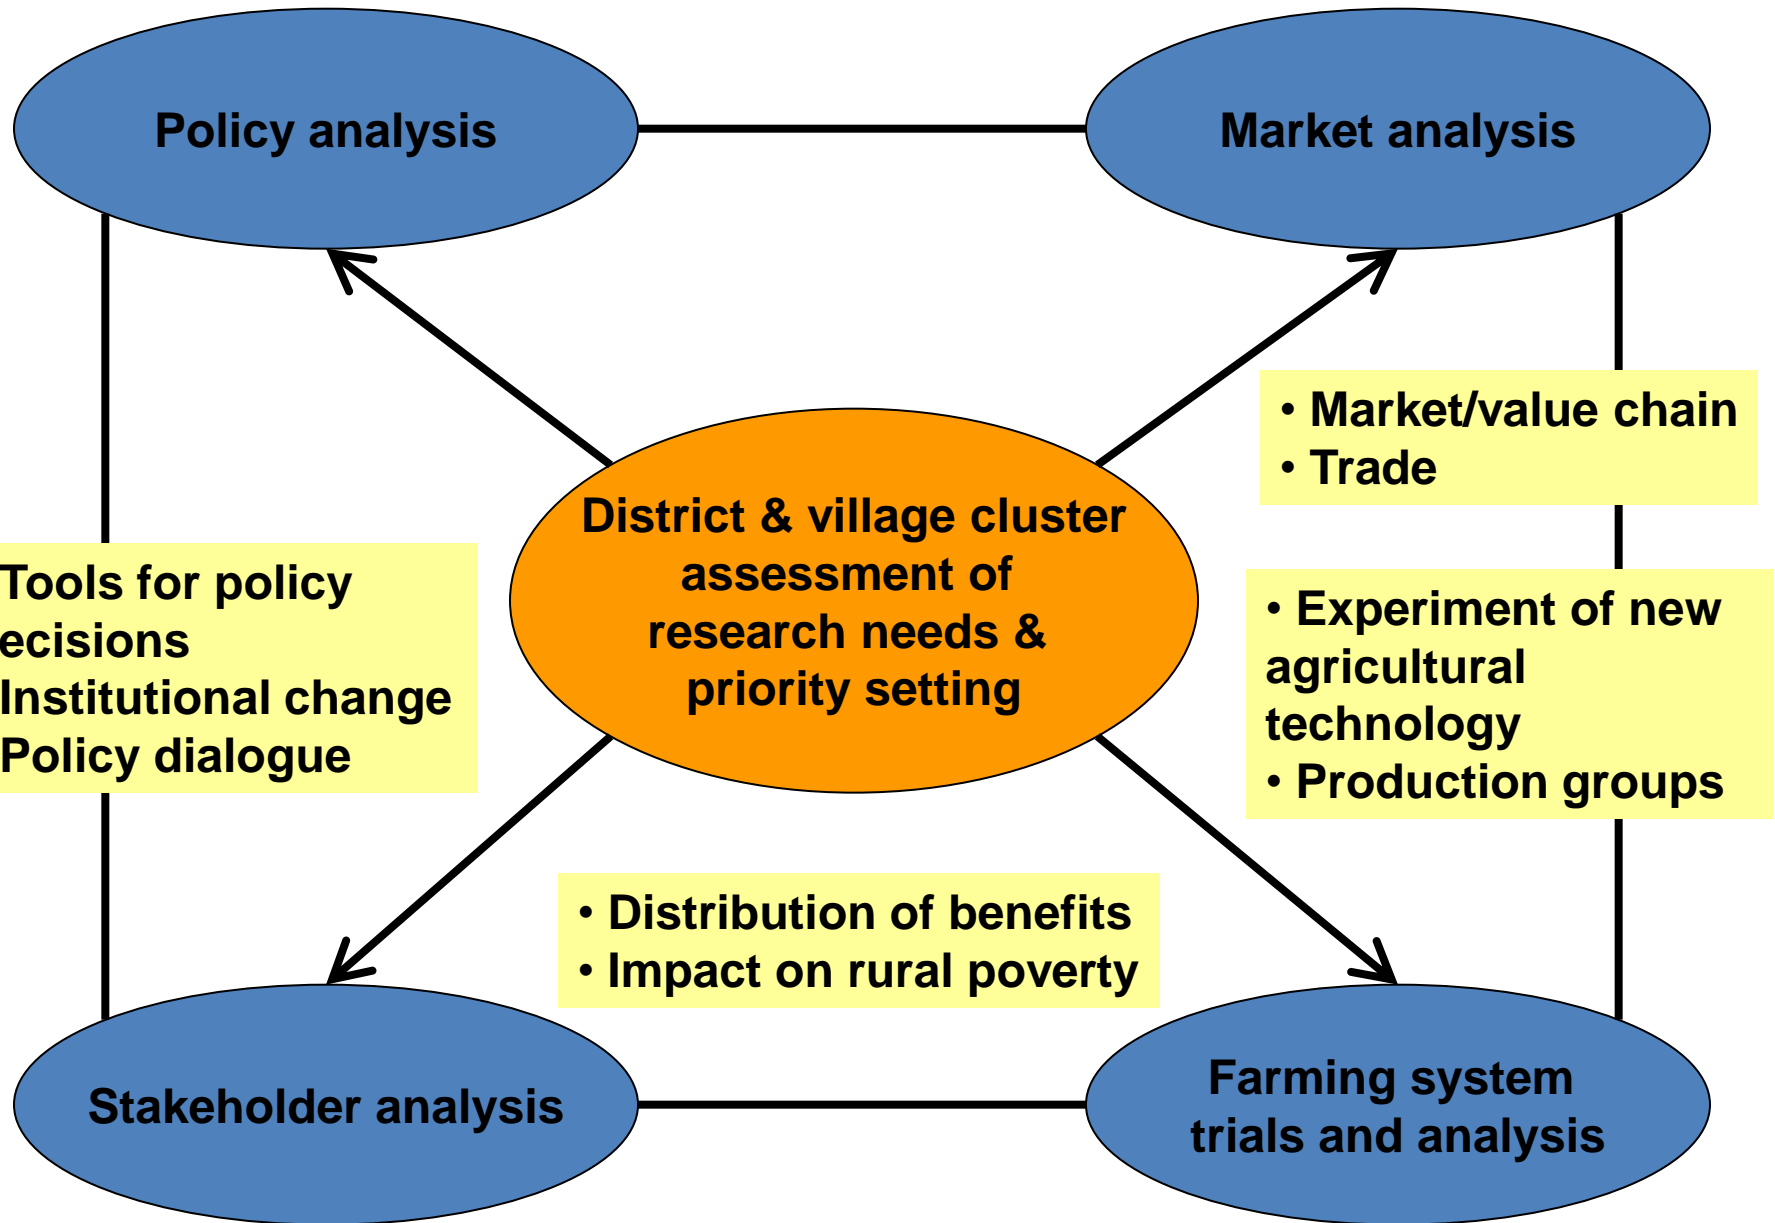 Policy analysis
Market analysis
• Market/value chain
• Trade
District & village cluster
assessment of
research needs &
priority setting
Tools for policy
ecisions
Institutional change
Policy dialogue
• Experiment of new
agricultural
technology
• Production groups
• Distribution of benefits
• Impact on rural poverty
Stakeholder analysis
Farming system
trials and analysis